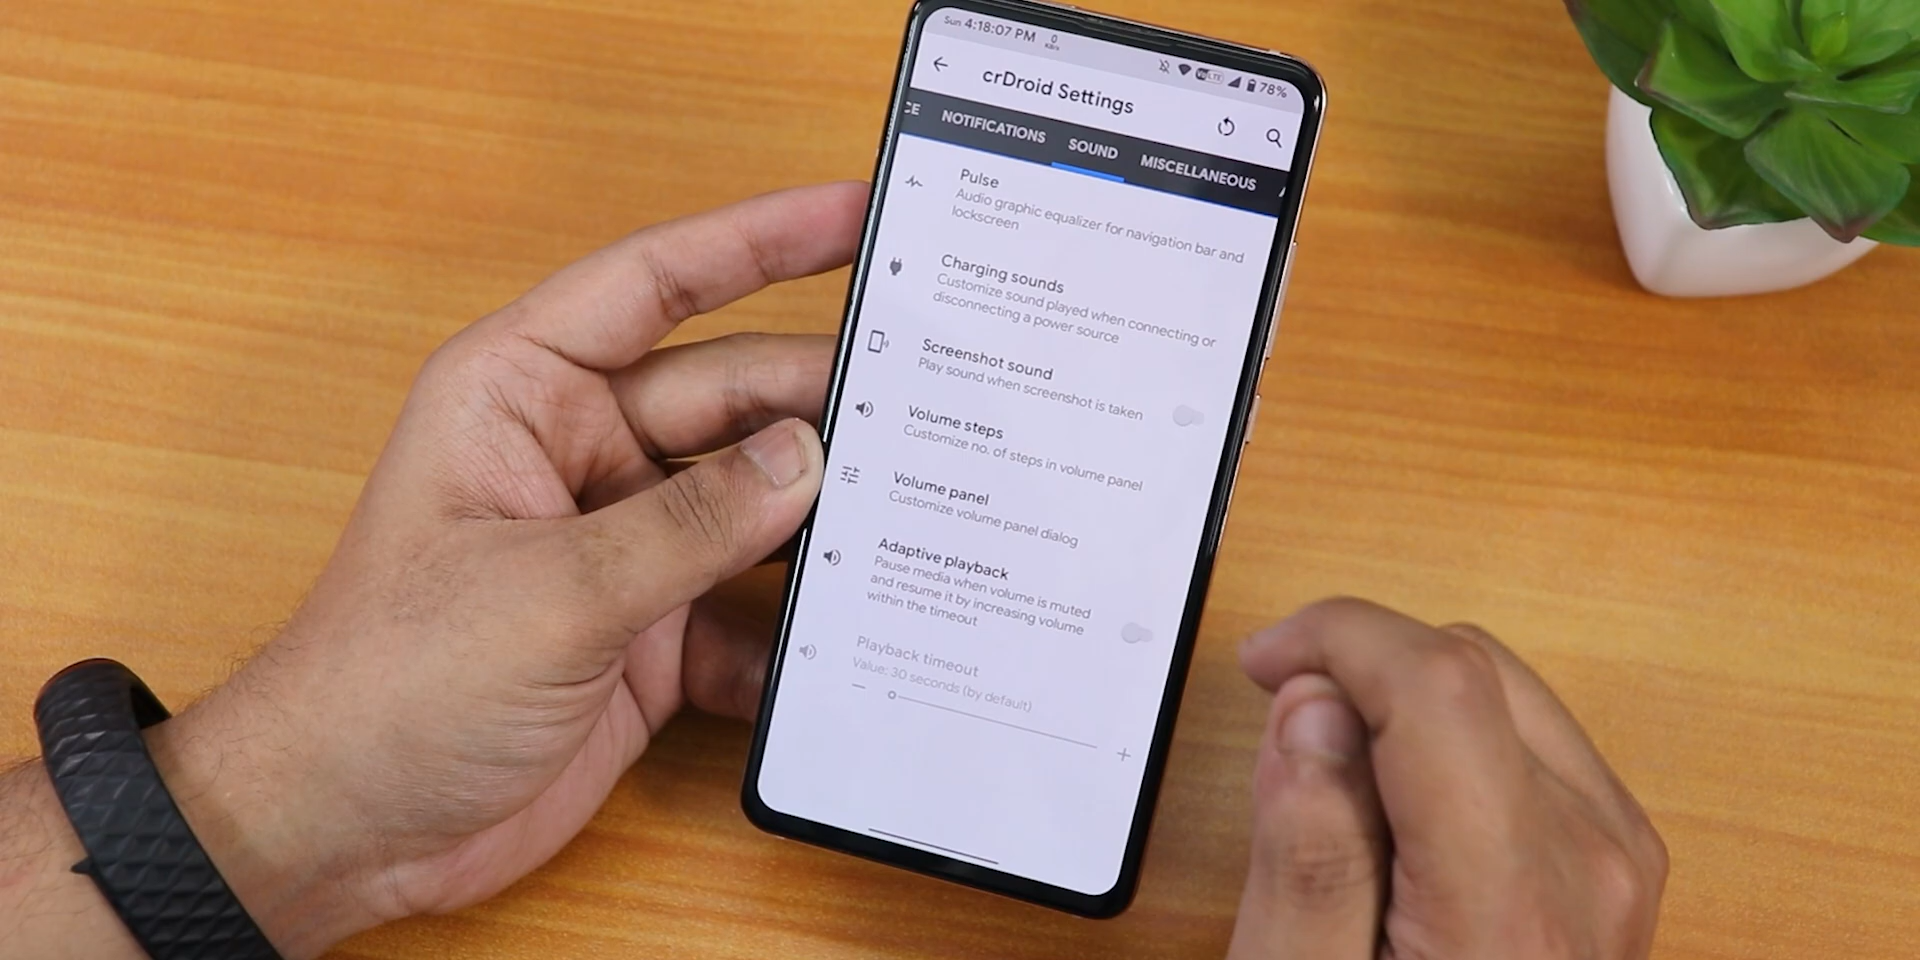 Sun 4:18:07 PM 0 KB/s VoLTE 78%
crDroid Settings
CE NOTIFICATIONS SOUND MISCELLANEOUS
Pulse
Audio graphic equalizer for navigation bar and
lockscreen
Charging sounds
Customize sound played when connecting or
disconnecting a power source
Screenshot sound
Play sound when screenshot is taken
Volume steps
Customize no. of steps in volume panel
Volume panel
Customize volume panel dialog
Adaptive playback
Pause media when volume is muted
and resume it by increasing volume
within the timeout
Playback timeout
Value: 30 seconds (by default)